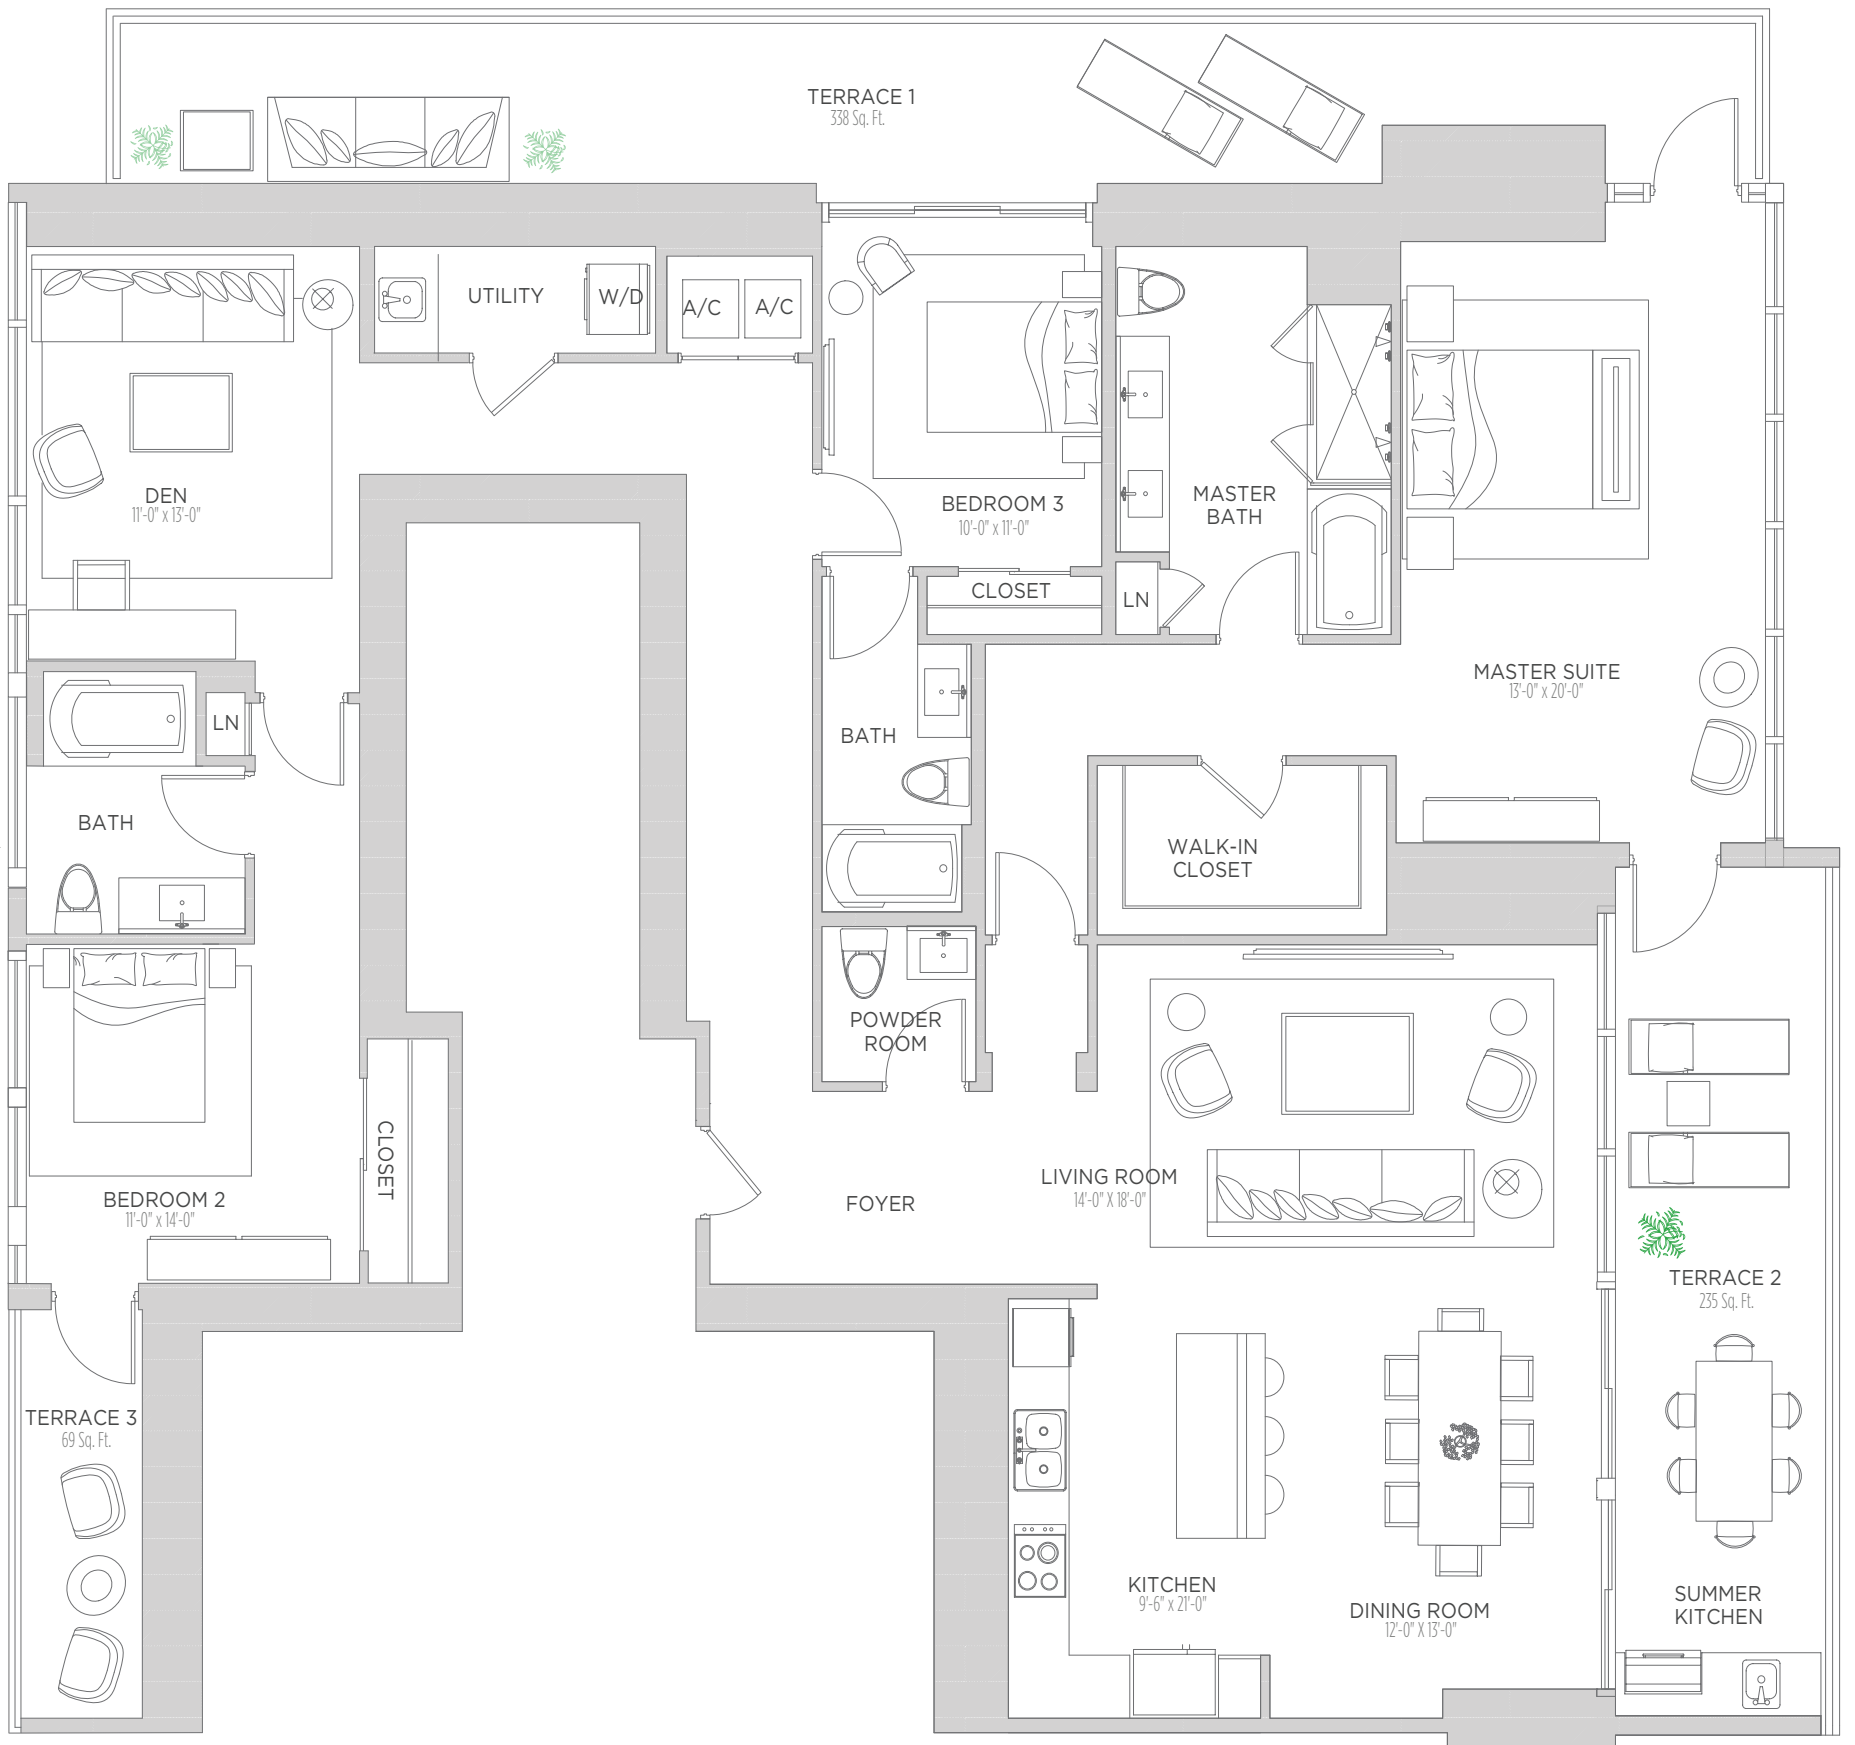 TERRACE 1
338 Sq. Ft.
UTILITY
W/D
A/C
A/C
DEN
11'-0" x 13'-0"
BEDROOM 3
10'-0" x 11'-0"
MASTER
BATH
CLOSET
LN
MASTER SUITE
13'-0" x 20'-0"
LN
BATH
BATH
WALK-IN
CLOSET
POWDER
ROOM
CLOSET
BEDROOM 2
11'-0" x 14'-0"
FOYER
LIVING ROOM
14'-0" X 18'-0"
TERRACE 2
235 Sq. Ft.
TERRACE 3
69 Sq. Ft.
KITCHEN
9'-6" x 21'-0"
DINING ROOM
12'-0" X 13'-0"
SUMMER
KITCHEN